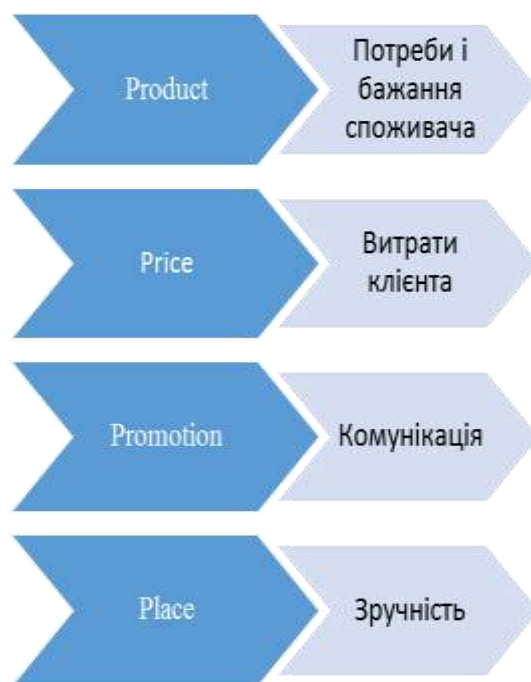 Product
Потреби і
бажання
споживача
Price
Витрати
клієнта
Promotion
Комунікація
Place
Зручність